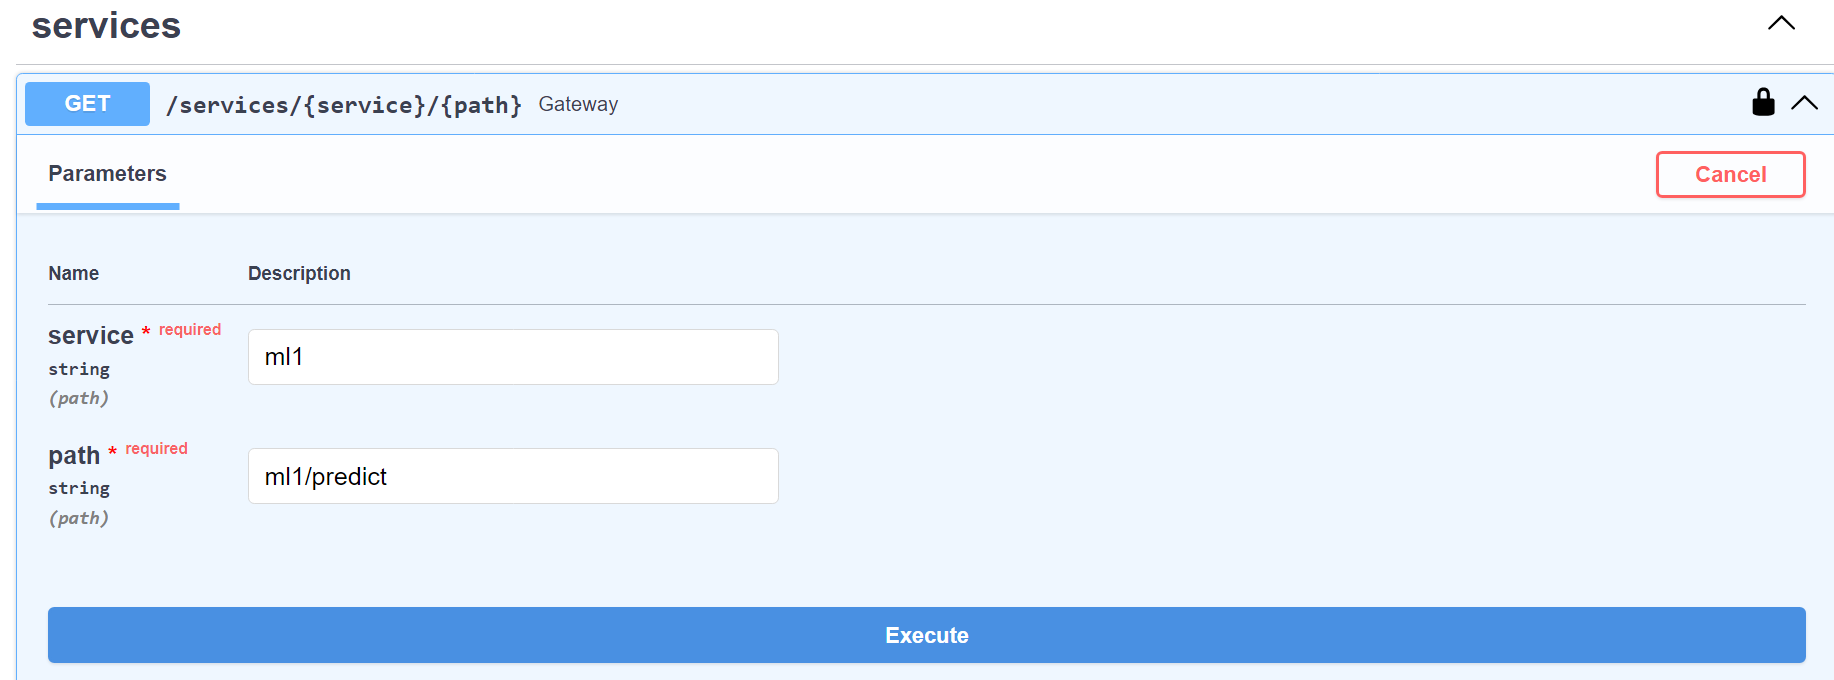 services
GET /services/{service}/{path} Gateway
Parameters Cancel
Name Description
service * required
string
(path)
ml1
path * required
string
(path)
ml1/predict
Execute